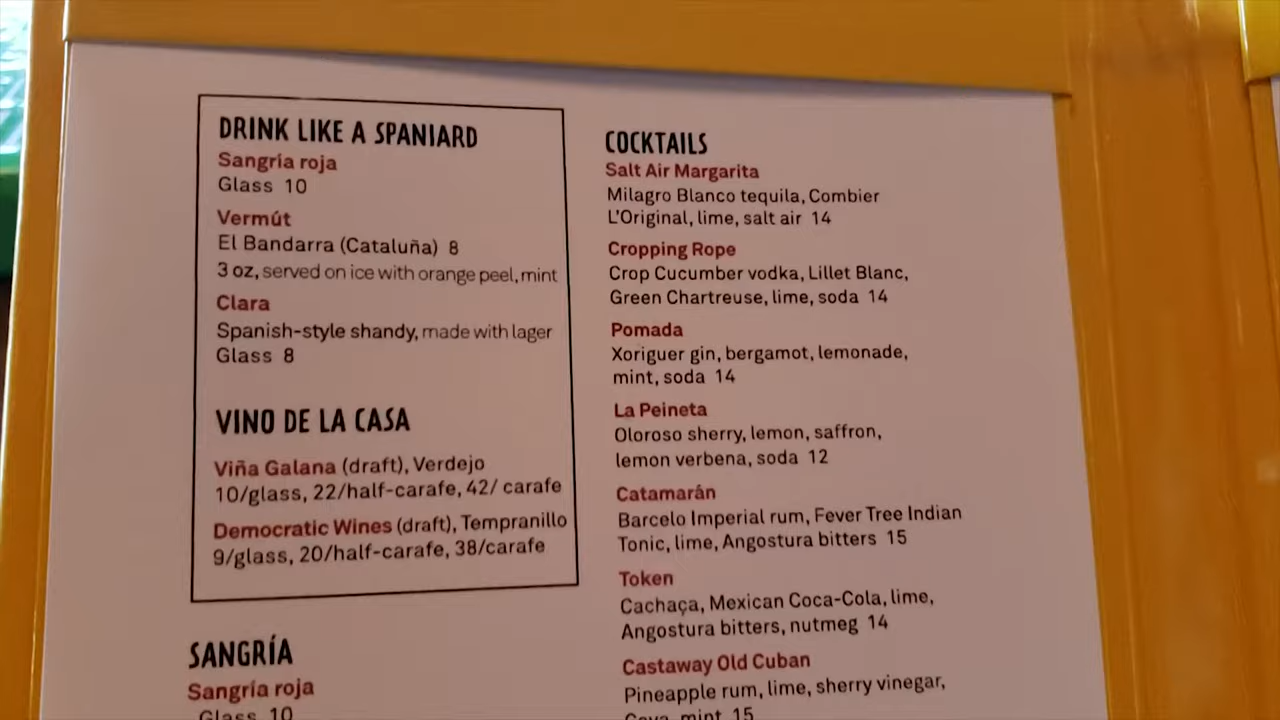 DRINK LIKE A SPANIARD
Sangría roja
Glass 10
Vermút
El Bandarra (Cataluña) 8
3 oz, served on ice with orange peel, mint
Clara
Spanish-style shandy, made with lager
Glass 8
VINO DE LA CASA
Viña Galana (draft), Verdejo
10/glass, 22/half-carafe, 42/ carafe
Democratic Wines (draft), Tempranillo
9/glass, 20/half-carafe, 38/carafe
SANGRÍA
Sangría roja
Glass 10
COCKTAILS
Salt Air Margarita
Milagro Blanco tequila, Combier
L'Original, lime, salt air 14
Cropping Rope
Crop Cucumber vodka, Lillet Blanc,
Green Chartreuse, lime, soda 14
Pomada
Xoriguer gin, bergamot, lemonade,
mint, soda 14
La Peineta
Oloroso sherry, lemon, saffron,
lemon verbena, soda 12
Catamarán
Barcelo Imperial rum, Fever Tree Indian
Tonic, lime, Angostura bitters 15
Token
Cachaça, Mexican Coca-Cola, lime,
Angostura bitters, nutmeg 14
Castaway Old Cuban
Pineapple rum, lime, sherry vinegar,
Cava, mint 15